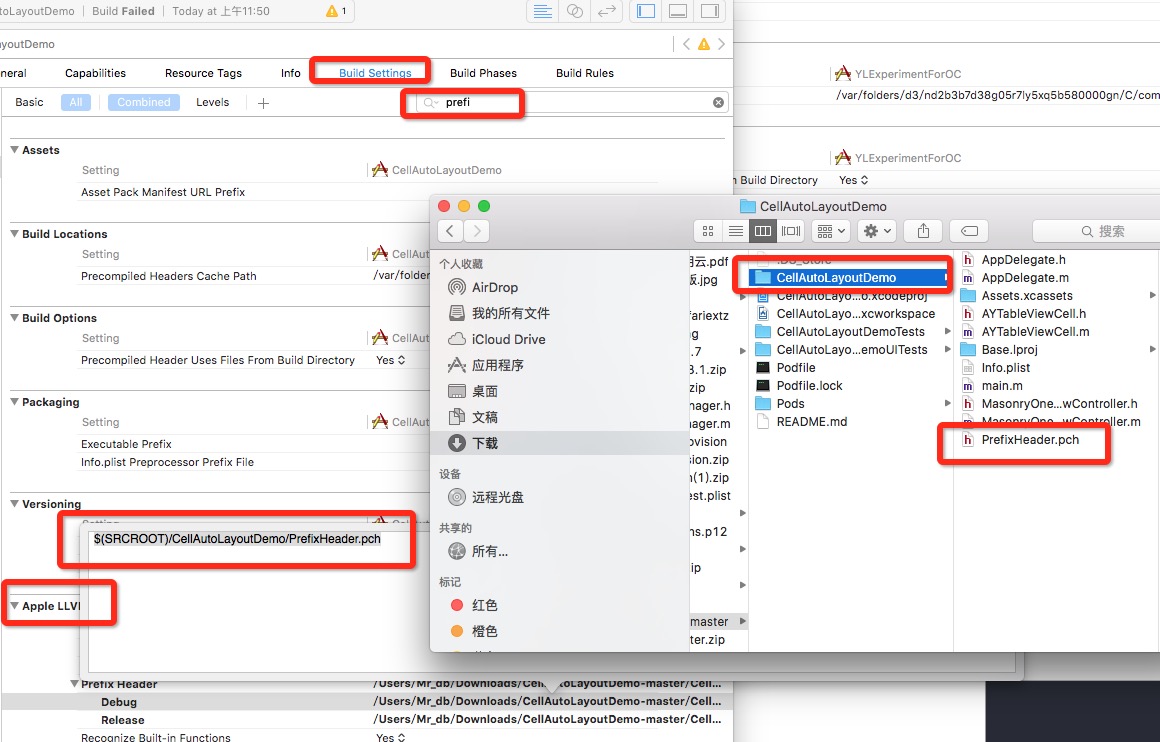 utoLayoutDemo | Build Failed | Today at 上午11:50 1
youtDemo
neral Capabilities Resource Tags Info Build Settings Build Phases Build Rules
Basic All Combined Levels + prefi
Assets
Setting CellAutoLayoutDemo
Asset Pack Manifest URL Prefix
Build Locations
Setting CellAut
Precompiled Headers Cache Path /var/folder
Build Options
Setting CellAut
Precompiled Header Uses Files From Build Directory Yes
Packaging
Setting CellAut
Executable Prefix
Info.plist Preprocessor Prefix File
Versioning
Setting
$(SRCROOT)/CellAutoLayoutDemo/PrefixHeader.pch
Apple LLV
Prefix Header /Users/Mr_db/Downloads/CellAutoLayoutDemo-master/Cell...
Debug /Users/Mr_db/Downloads/CellAutoLayoutDemo-master/Cell...
Release /Users/Mr_db/Downloads/CellAutoLayoutDemo-master/Cell...
Recognize Built-in Functions Yes
YLExperimentForOC
/var/folders/d3/nd2b3b7d38g05r7ly5xq5b580000gn/C/com
YLExperimentForOC
n Build Directory Yes
CellAutoLayoutDemo
搜索
个人收藏
AirDrop
我的所有文件
iCloud Drive
应用程序
桌面
文稿
下载
设备
远程光盘
共享的
所有...
标记
红色
橙色
云.pdf
.jpg
fariextz
ng
.7
3.1.zip
zip
nager.h
nager.m
ovision
sion.zip
n(1).zip
est.plist
ns.p12
zip
master
ter.zip
.DS_Store
CellAutoLayoutDemo
CellAutoLayo...o.xcodeproj
CellAutoLayo...xcworkspace
CellAutoLayoutDemoTests
CellAutoLayo...emoUITests
Podfile
Podfile.lock
Pods
README.md
AppDelegate.h
AppDelegate.m
Assets.xcassets
AYTableViewCell.h
AYTableViewCell.m
Base.lproj
Info.plist
main.m
MasonryOne...wController.h
MasonryOne...wController.m
PrefixHeader.pch